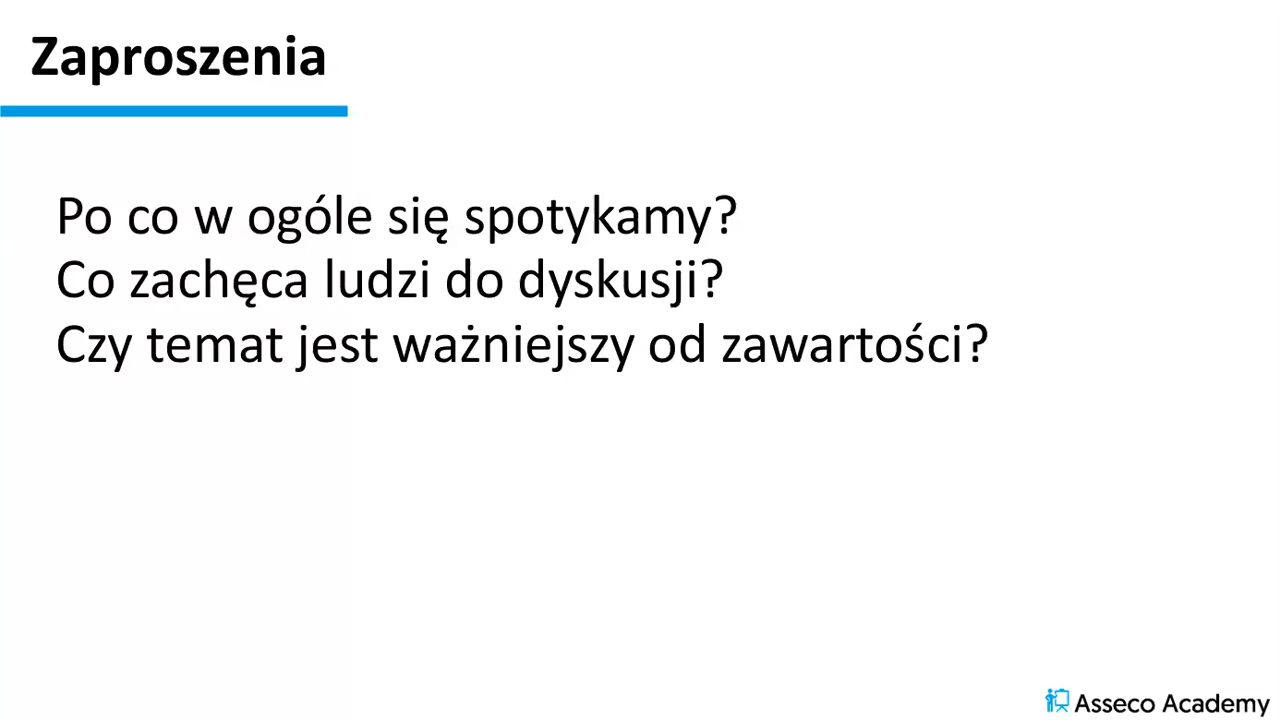 Zaproszenia
Po co w ogóle się spotykamy?
Co zachęca ludzi do dyskusji?
Czy temat jest ważniejszy od zawartości?
Asseco Academy